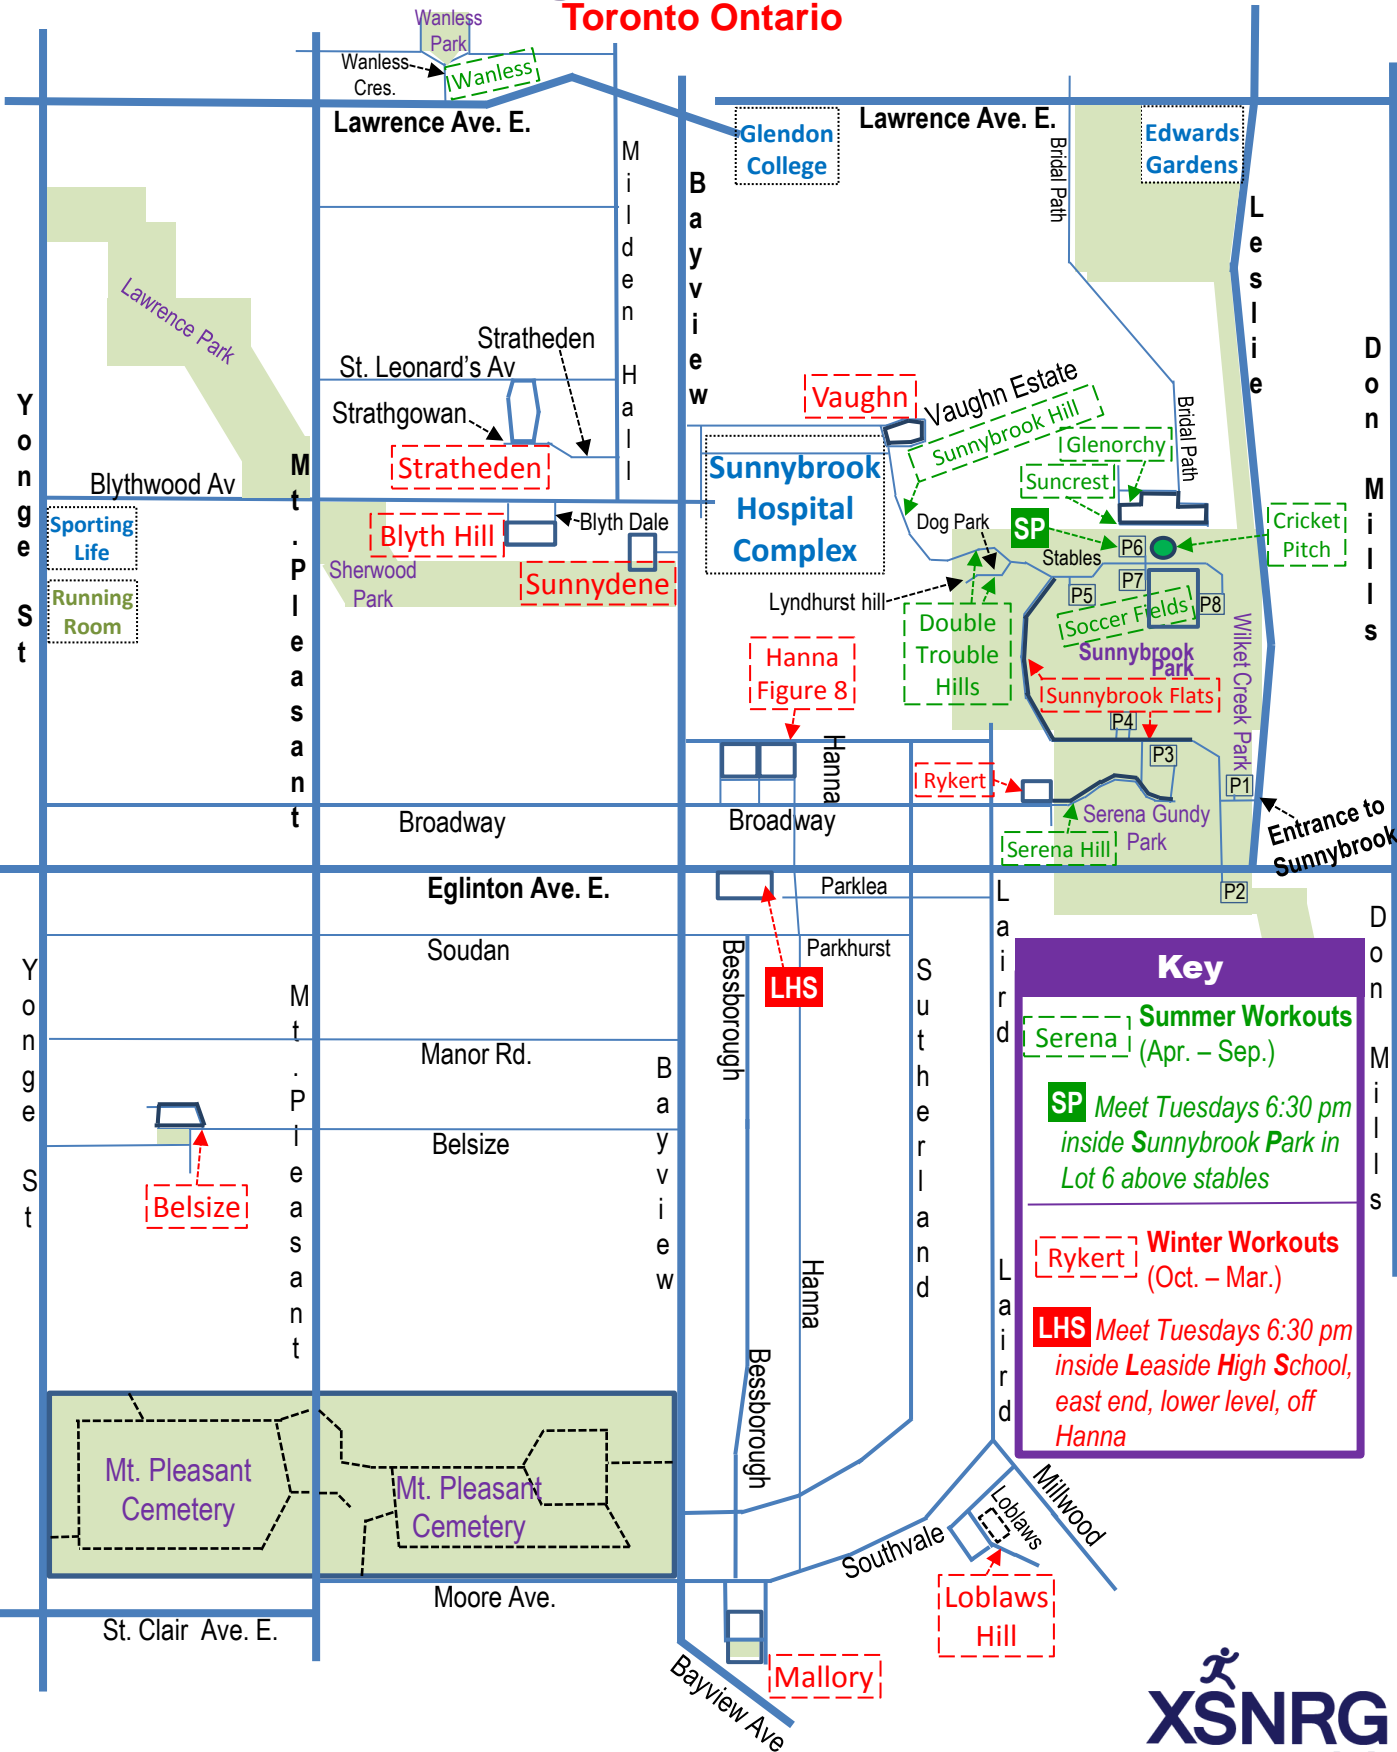 Toronto Ontario
Wanless
Park
Wanless
Cres.
Wanless
Lawrence Ave. E.
Lawrence Ave. E.
Glendon
College
Edwards
Gardens
Milden Hall
Bayview
Bridal Path
Leslie
Lawrence Park
Stratheden
St. Leonard's Av
Strathgowan
Stratheden
Vaughn
Vaughn Estate
Sunnybrook Hill
Glenorchy
Suncrest
Bridal Path
Don Mills
Yonge St
Mt. Pleasant
Blythwood Av
Sporting
Life
Running
Room
Blyth Hill
Blyth Dale
Sunnydene
Sherwood
Park
Sunnybrook
Hospital
Complex
Dog Park
SP
Stables
P6
Cricket
Pitch
P7
P5
P8
Lyndhurst hill
Double
Trouble
Hills
Soccer Fields
Sunnybrook
Park
Wilket Creek Park
Hanna
Figure 8
Sunnybrook Flats
P4
P3
P1
Hanna
Rykert
Serena Gundy
Park
Serena Hill
Entrance to
Sunnybrook
Broadway
Broadway
Eglinton Ave. E.
Parklea
P2
Soudan
Parkhurst
Bessborough
LHS
Sutherland
Laird
Don Mills
Yonge St
Mt. Pleasant
Manor Rd.
Bayview
Belsize
Belsize
Hanna
Laird
Bessborough
Key
Serena
Summer Workouts
(Apr. – Sep.)
SP Meet Tuesdays 6:30 pm
inside Sunnybrook Park in
Lot 6 above stables
Rykert
Winter Workouts
(Oct. – Mar.)
LHS Meet Tuesdays 6:30 pm
inside Leaside High School,
east end, lower level, off
Hanna
Mt. Pleasant
Cemetery
Mt. Pleasant
Cemetery
Millwood
Loblaws
Southvale
Loblaws
Hill
Moore Ave.
St. Clair Ave. E.
Mallory
Bayview Ave
XSNRG